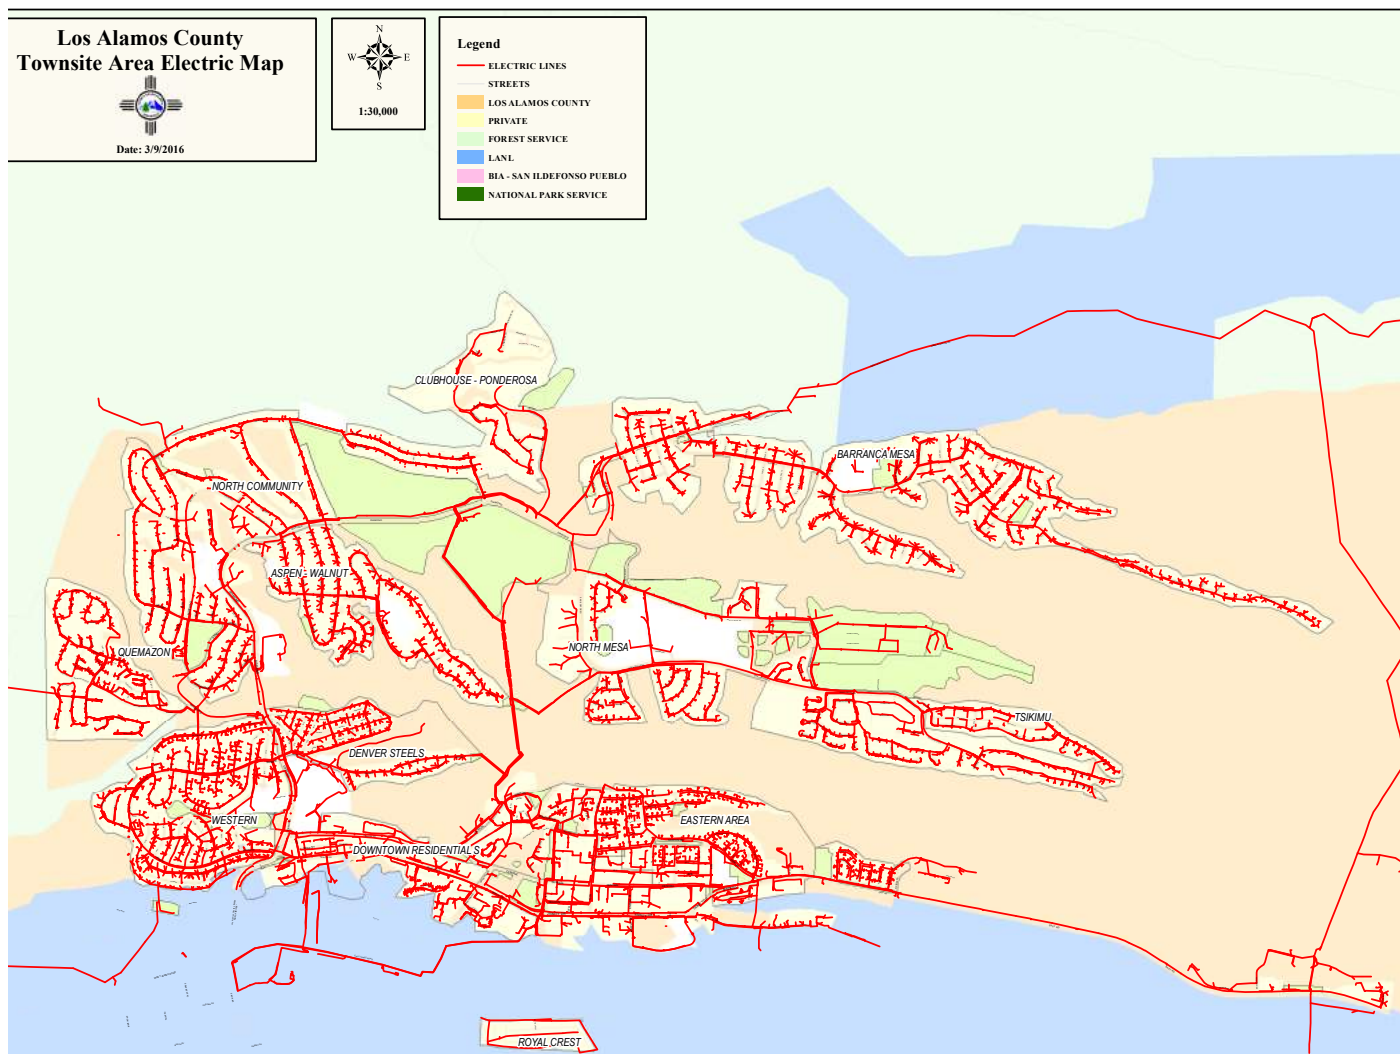 Los Alamos County
Townsite Area Electric Map
Date: 3/9/2016
N
W E
S
1:30,000
Legend
ELECTRIC LINES
STREETS
LOS ALAMOS COUNTY
PRIVATE
FOREST SERVICE
LANL
BIA - SAN ILDEFONSO PUEBLO
NATIONAL PARK SERVICE
CLUBHOUSE - PONDEROSA
BARRANCA MESA
NORTH COMMUNITY
ASPEN - WALNUT
QUEMAZON
NORTH MESA
TSIKIMU
DENVER STEELS
WESTERN
EASTERN AREA
DOWNTOWN RESIDENTIALS
ROYAL CREST